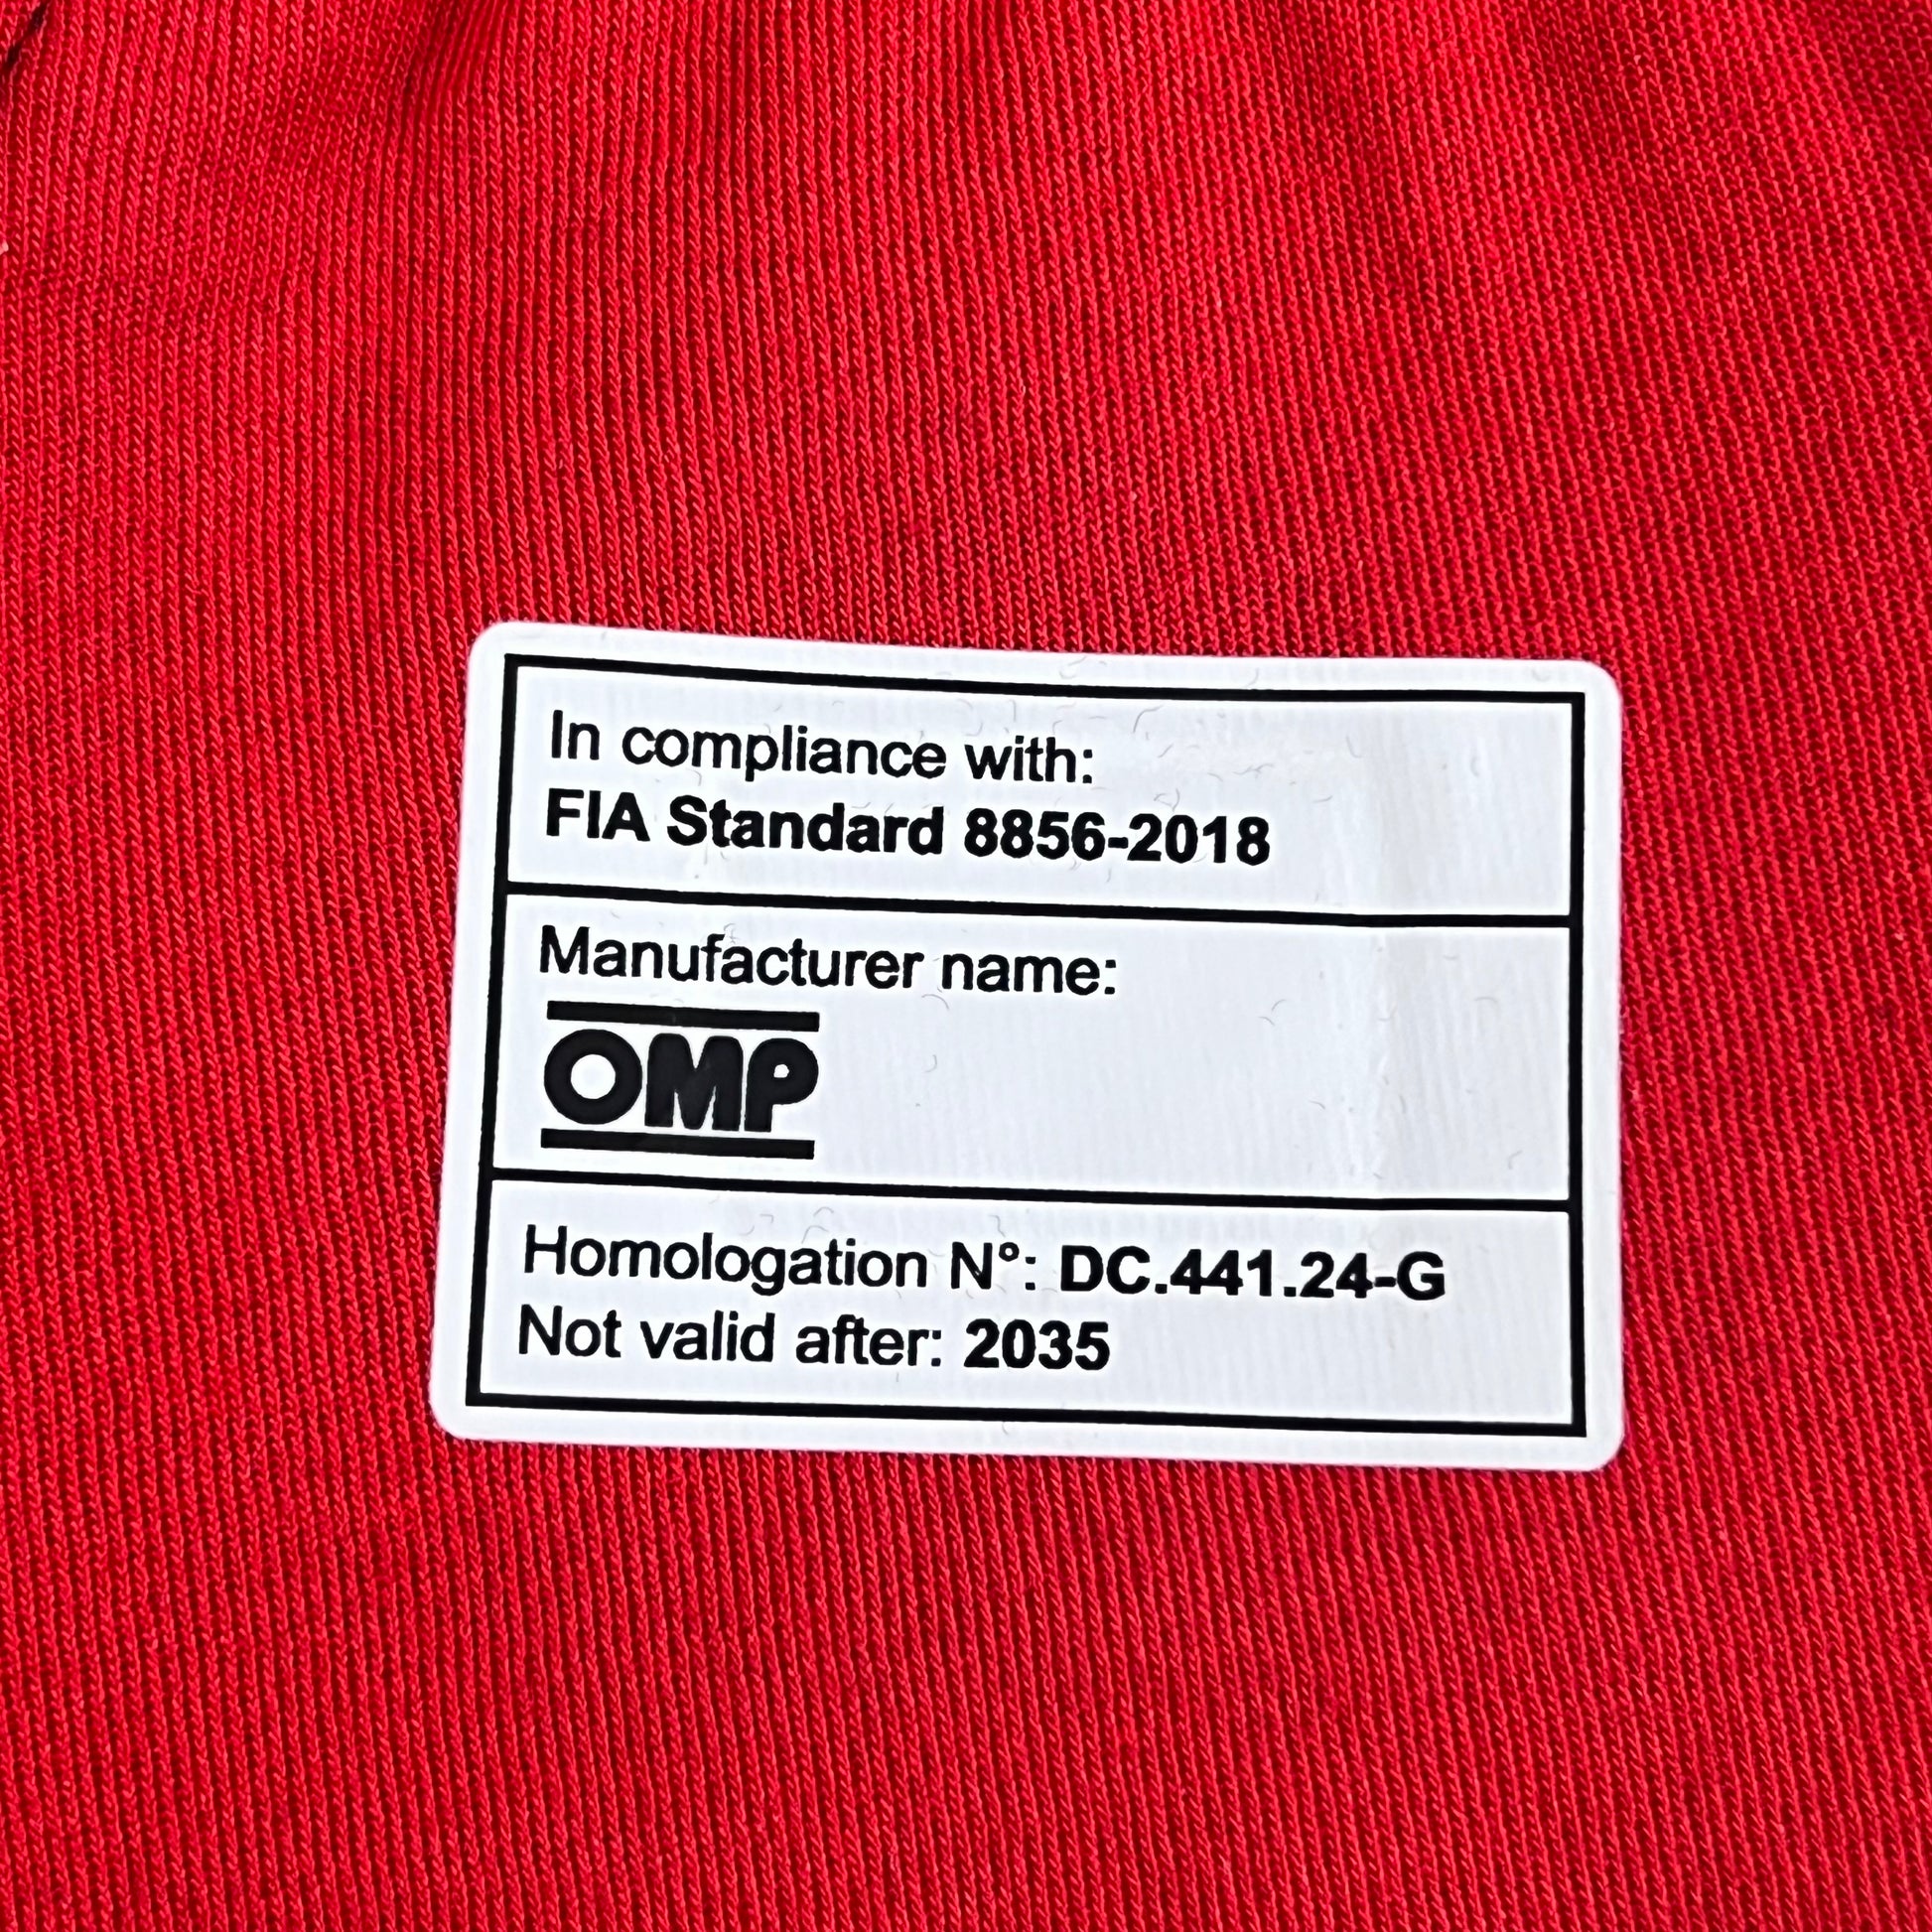 In compliance with:
FIA Standard 8856-2018
Manufacturer name:
OMP
Homologation N°: DC.441.24-G
Not valid after: 2035